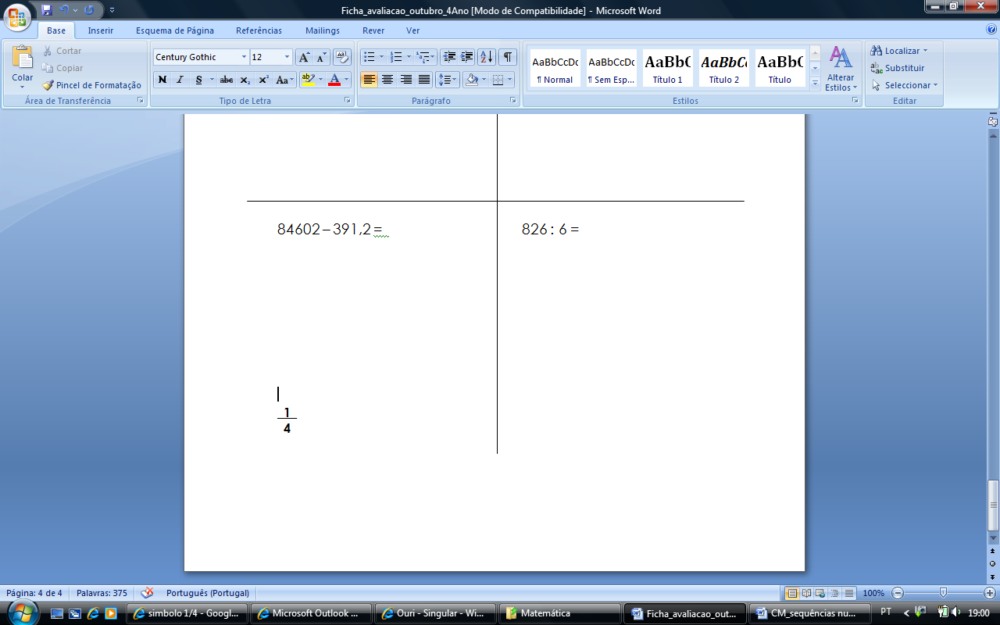 Ficha_avaliacao_outubro_4Ano [Modo de Compatibilidade] - Microsoft Word
Base Inserir Esquema de Página Referências Mailings Rever Ver
Colar
Cortar
Copiar
Pincel de Formatação
Área de Transferência
Century Gothic 12
N I S abc x₂ x² Aa ab A
Tipo de Letra
Parágrafo
AaBbCcDc AaBbCcDc AaBbC AaBbCc AaBbC
¶ Normal ¶ Sem Esp... Título 1 Título 2 Título
Alterar Estilos
Estilos
Localizar
Substituir
Seleccionar
Editar
84602 – 391,2 =
826 : 6 =
1
4
Página: 4 de 4 Palavras: 375 Português (Portugal) 100%
simbolo 1/4 - Googl... Microsoft Outlook ... Ouri - Singular - Wi... Matemática Ficha_avaliacao_out... CM_sequências nu... PT 19:00